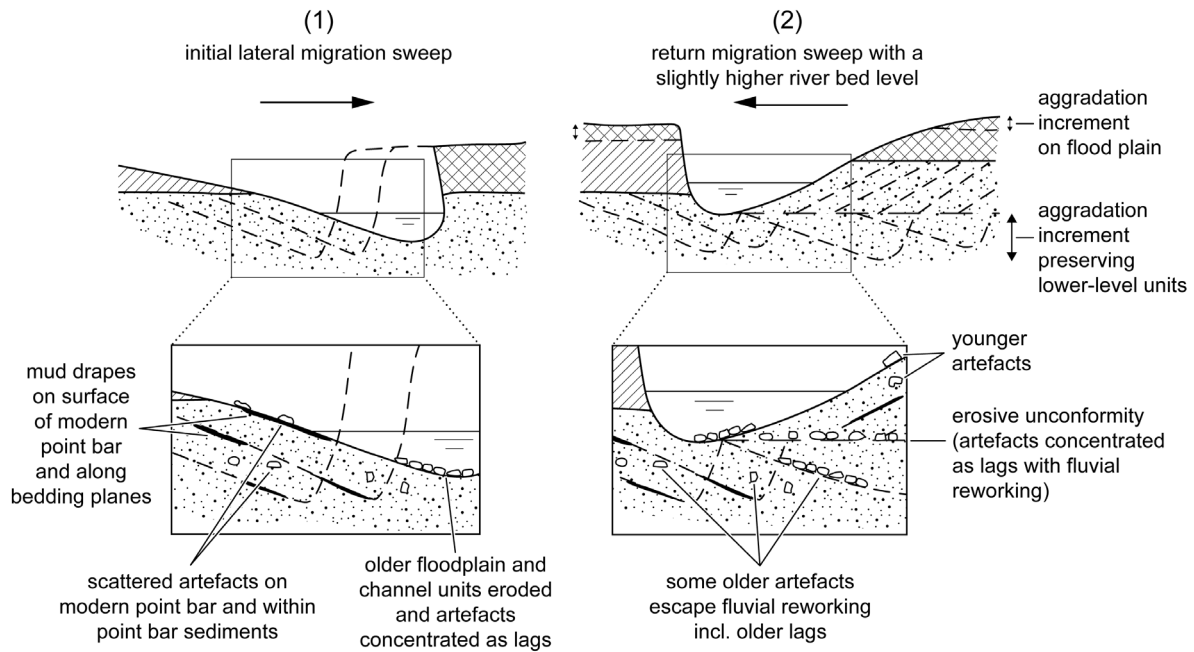 (1)
initial lateral migration sweep
(2)
return migration sweep with a
slightly higher river bed level
aggradation
increment
on flood plain
aggradation
increment
preserving
lower-level units
mud drapes
on surface
of modern
point bar
and along
bedding planes
scattered artefacts on
modern point bar and within
point bar sediments
older floodplain and
channel units eroded
and artefacts
concentrated as lags
younger
artefacts
erosive unconformity
(artefacts concentrated
as lags with fluvial
reworking)
some older artefacts
escape fluvial reworking
incl. older lags